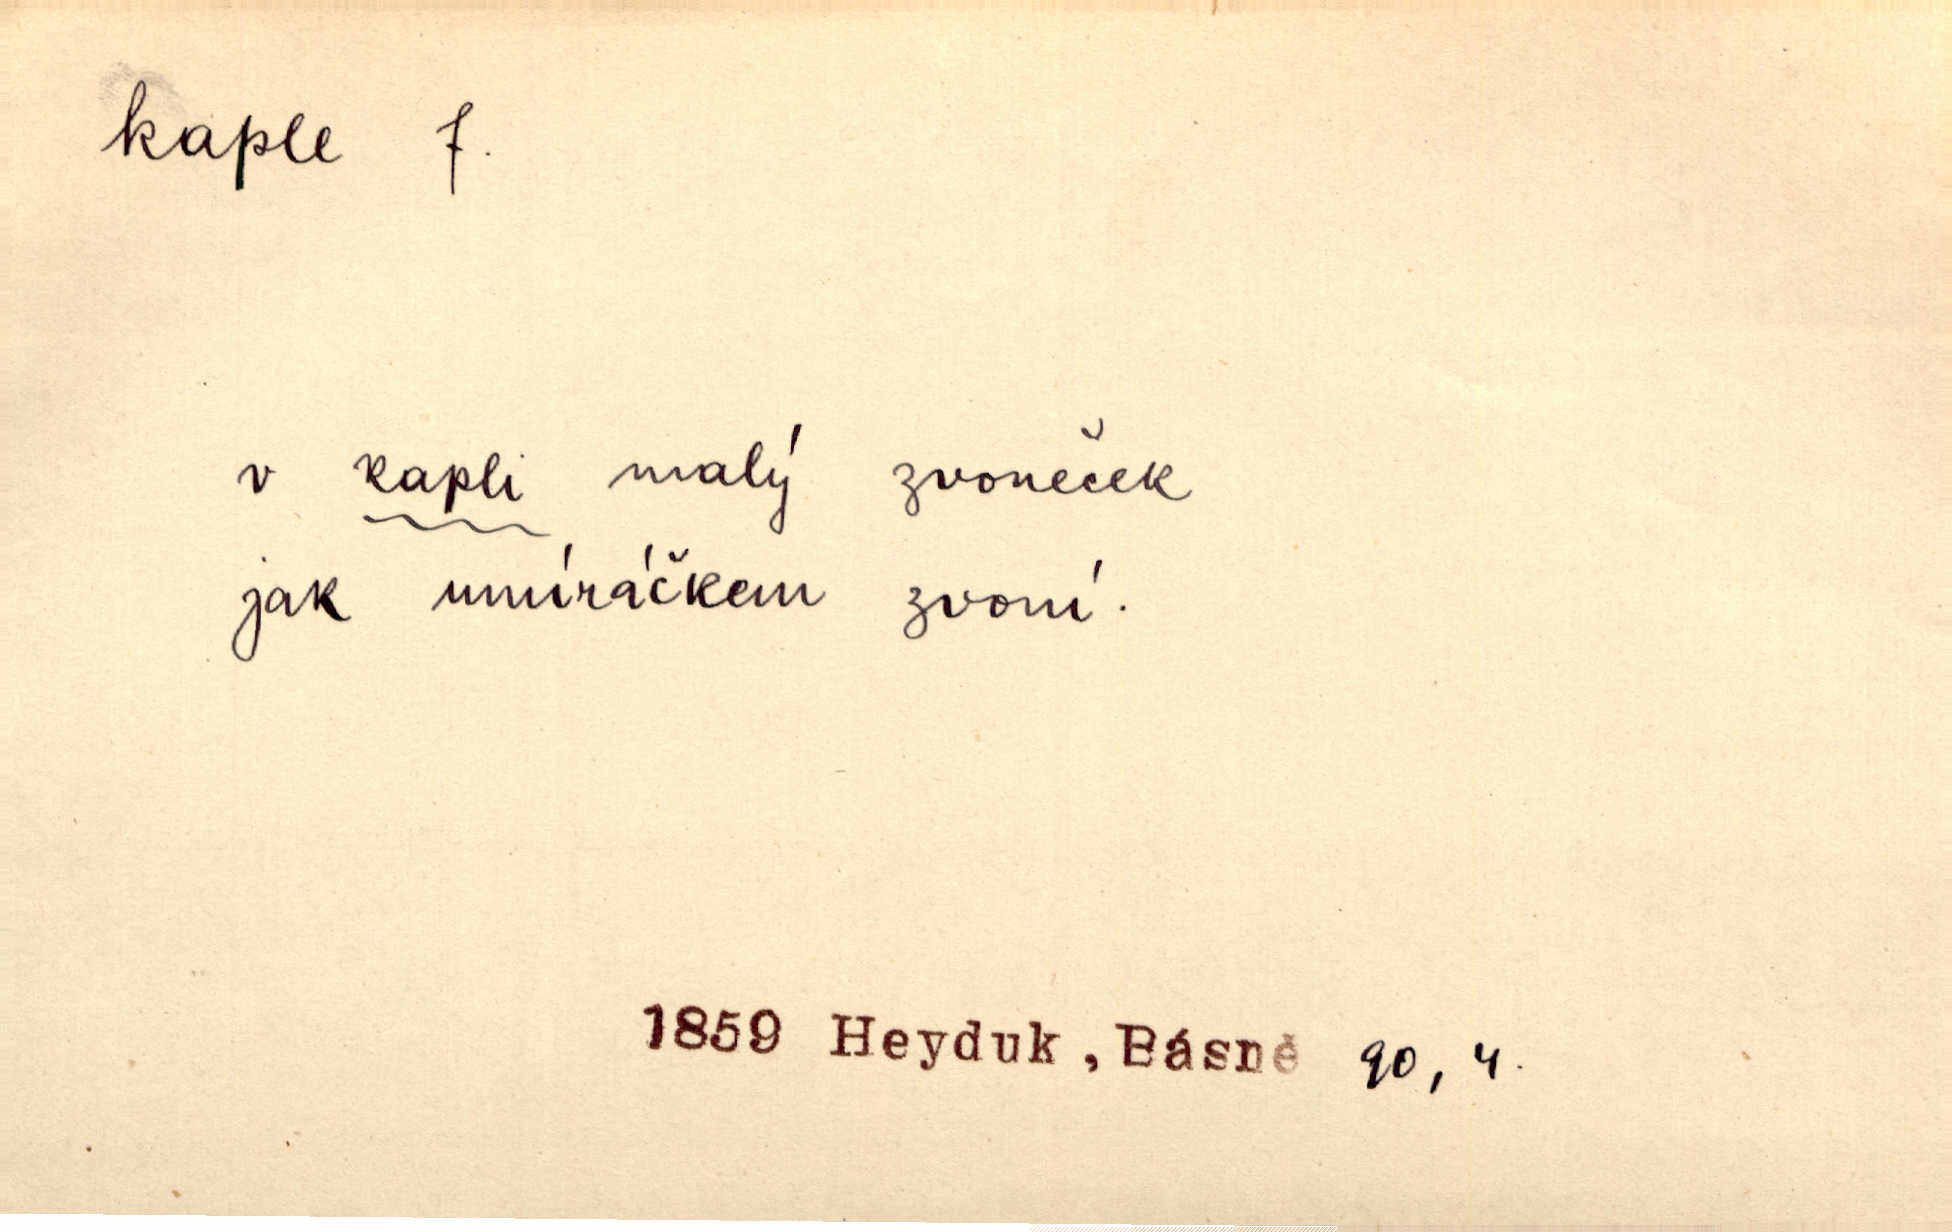 kaple f.
v kapli malý zvoneček
jak umíráčkem zvoní.
1859 Heyduk, Básně 90, 4.